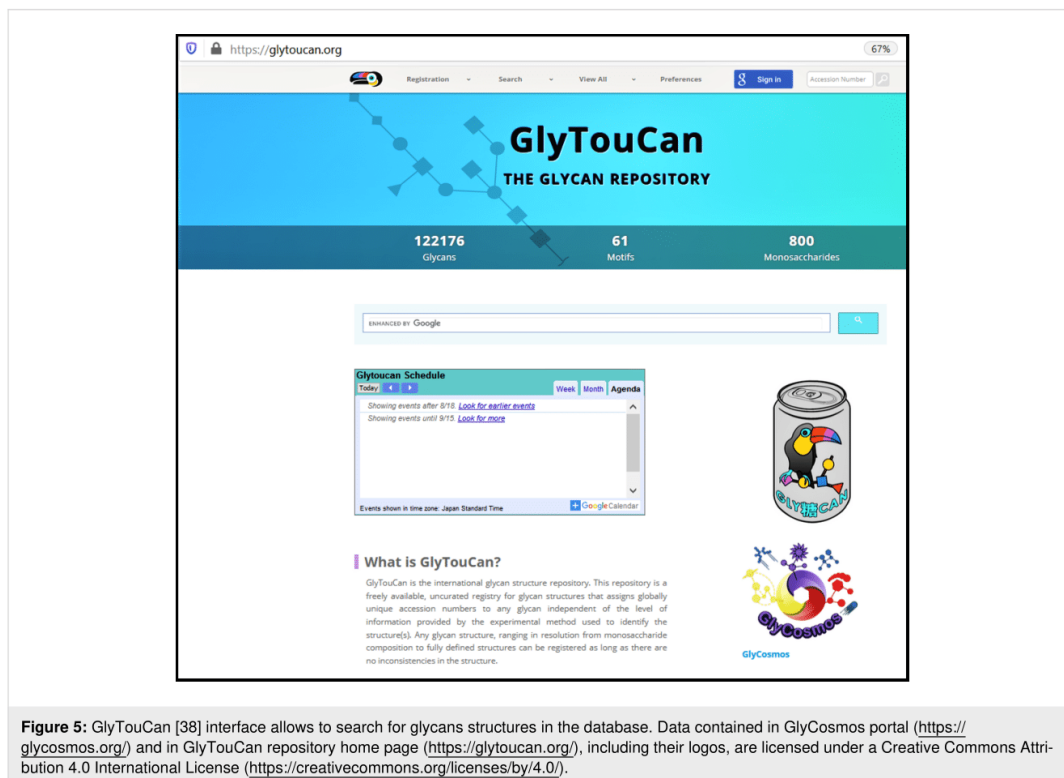 https://glytoucan.org
67%
Registration
Search
View All
Preferences
8 Sign in
Accession Number
GlyTouCan
THE GLYCAN REPOSITORY
122176
61
800
Glycans
Motifs
Monosaccharides
ENHANCED BY Google
Glytoucan Schedule
Today
Week Month Agenda
Showing events after 8/18. Look for earlier events
Showing events until 9/15. Look for more
Events shown in time zone: Japan Standard Time
+ Google Calendar
GLY糖CAN
What is GlyTouCan?
GlyTouCan is the international glycan structure repository. This repository is a
freely available, uncurated registry for glycan structures that assigns globally
unique accession numbers to any glycan independent of the level of
information provided by the experimental method used to identify the
structure(s). Any glycan structure, ranging in resolution from monosaccharide
composition to fully defined structures can be registered as long as there are
no inconsistencies in the structure.
GlyCosmos
GlyCosmos
Figure 5: GlyTouCan [38] interface allows to search for glycans structures in the database. Data contained in GlyCosmos portal (https://
glycosmos.org/) and in GlyTouCan repository home page (https://glytoucan.org/), including their logos, are licensed under a Creative Commons Attri-
bution 4.0 International License (https://creativecommons.org/licenses/by/4.0/).